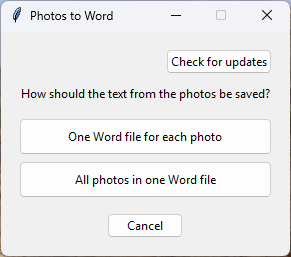 Photos to Word
Check for updates
How should the text from the photos be saved?
One Word file for each photo
All photos in one Word file
Cancel